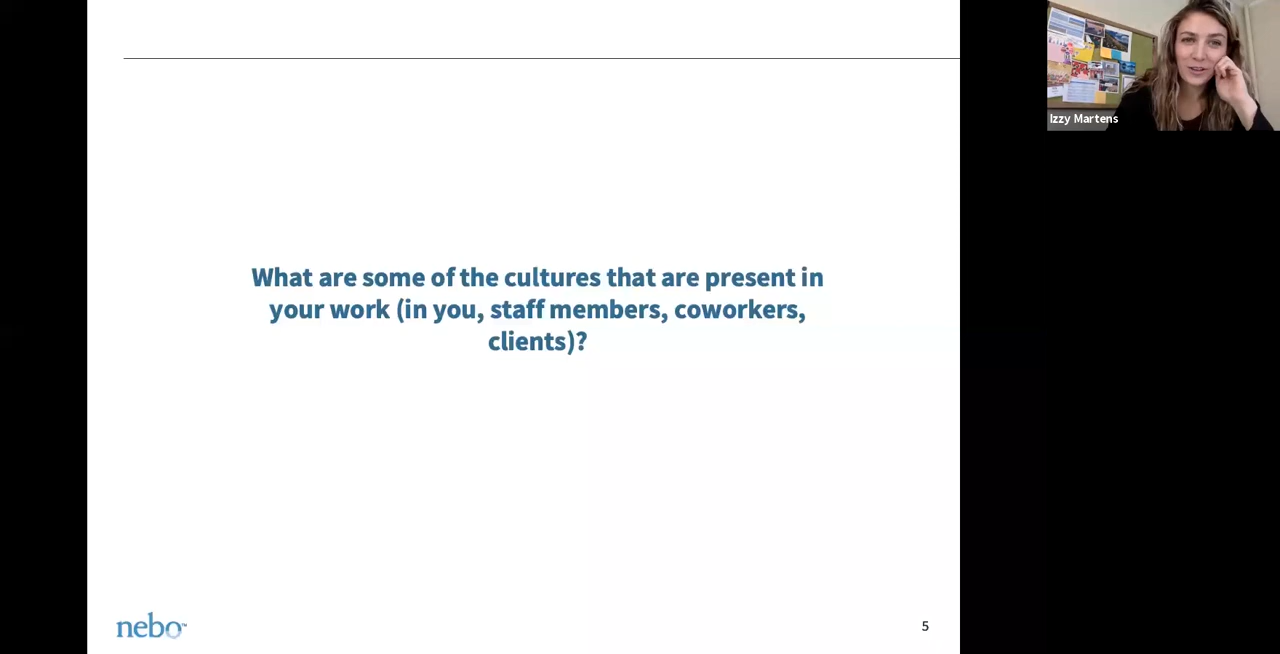 Izzy Martens
What are some of the cultures that are present in
your work (in you, staff members, coworkers,
clients)?
nebo™
5